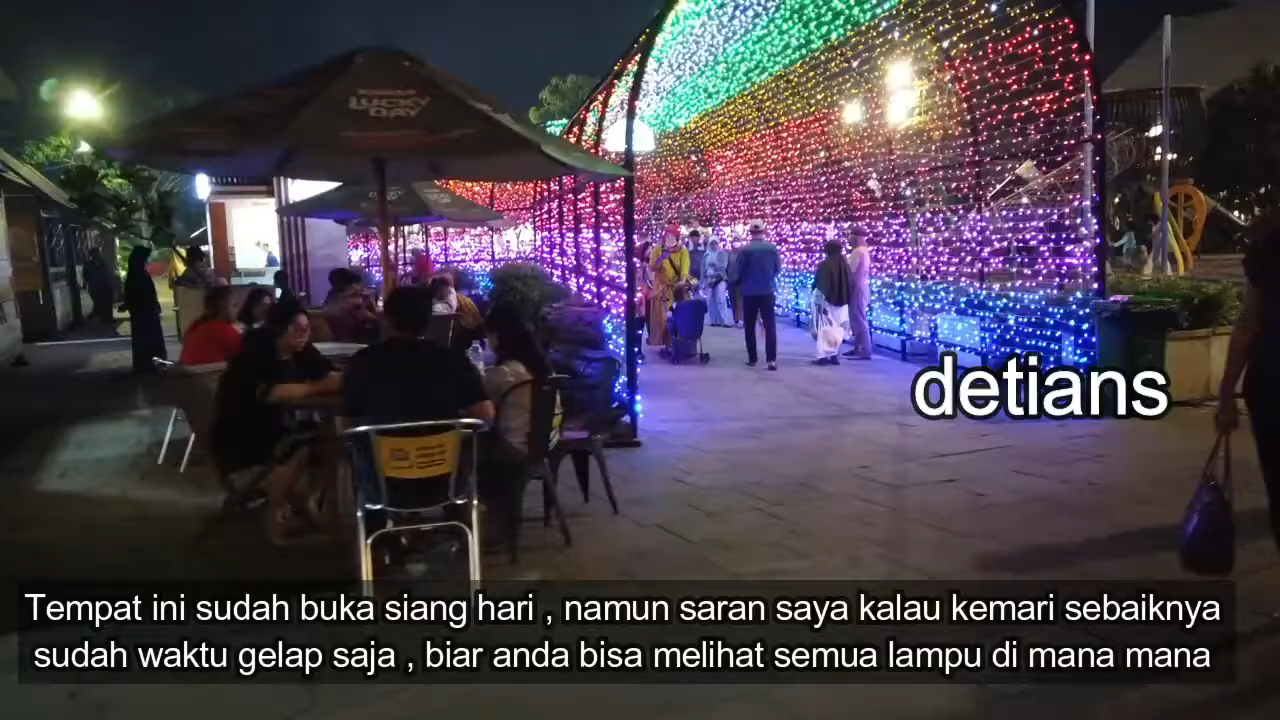 LUCKY
DAY
detians
Tempat ini sudah buka siang hari , namun saran saya kalau kemari sebaiknya
sudah waktu gelap saja , biar anda bisa melihat semua lampu di mana mana